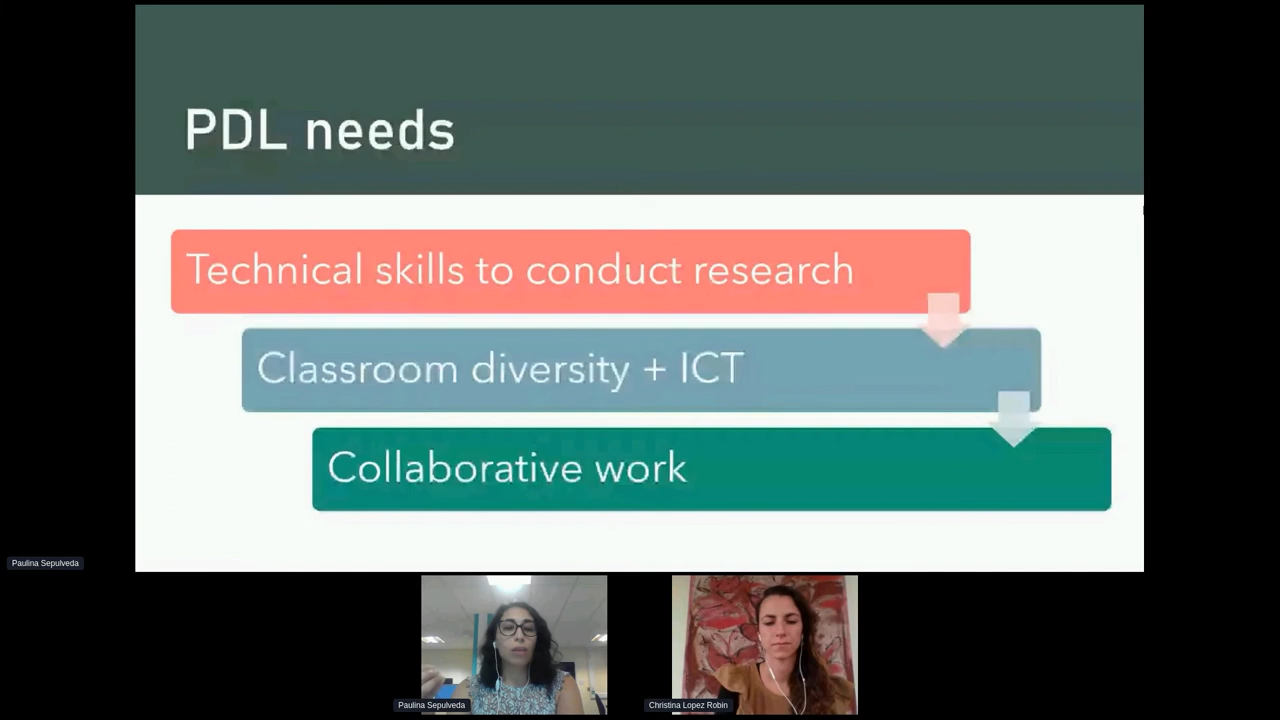 PDL needs
Technical skills to conduct research
Classroom diversity + ICT
Collaborative work
Paulina Sepulveda
Paulina Sepulveda
Christina Lopez Robin